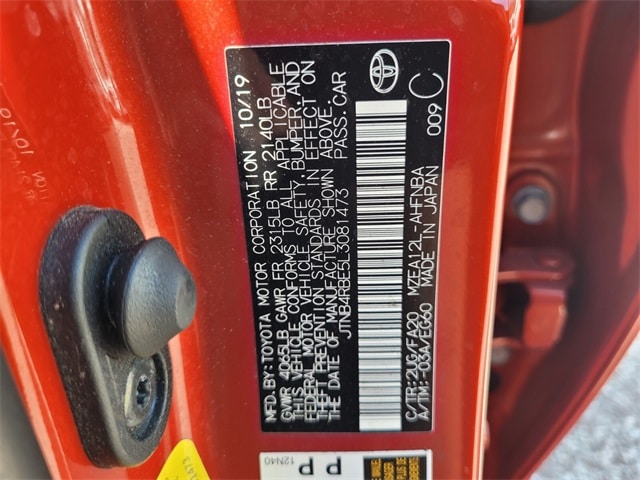 MFD.BY:TOYOTA MOTOR CORPORATION 10/19
GVWR 4065LB GAWR FR 2315LB RR 2140LB
THIS VEHICLE CONFORMS TO ALL APPLICABLE
FEDERAL MOTOR VEHICLE SAFETY, BUMPER, AND
THEFT PREVENTION STANDARDS IN EFFECT ON
THE DATE OF MANUFACTURE SHOWN ABOVE.
JTNB4RBE5L3081473 PASS.CAR
C/TR:2UG/FA20 MZEA12L-AHFNBA
A/TM:-03A/EG60 MADE IN JAPAN
009 C
PP
12N40